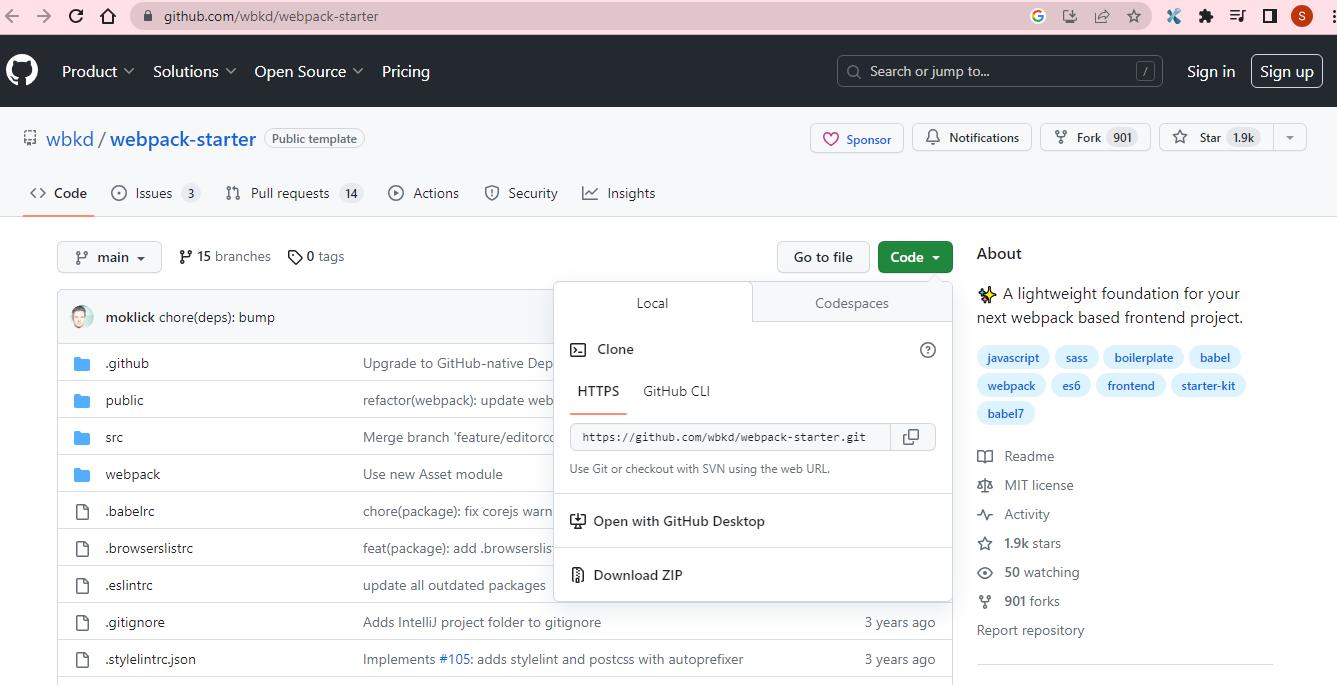 github.com/wbkd/webpack-starter
G
S
Product Solutions Open Source Pricing
Search or jump to... /
Sign in Sign up
wbkd / webpack-starter Public template
Sponsor Notifications Fork 901 Star 1.9k
Code Issues 3 Pull requests 14 Actions Security Insights
main 15 branches 0 tags
Go to file Code
moklick chore(deps): bump
.github Upgrade to GitHub-native Dep
public refactor(webpack): update web
src Merge branch 'feature/editorco
webpack Use new Asset module
.babelrc chore(package): fix corejs warn
.browserslistrc feat(package): add .browserslis
.eslintrc update all outdated packages
.gitignore Adds IntelliJ project folder to gitignore 3 years ago
.stylelintrc.json Implements #105: adds stylelint and postcss with autoprefixer 3 years ago
Local Codespaces
Clone
HTTPS GitHub CLI
https://github.com/wbkd/webpack-starter.git
Use Git or checkout with SVN using the web URL.
Open with GitHub Desktop
Download ZIP
About
A lightweight foundation for your
next webpack based frontend project.
javascript sass boilerplate babel
webpack es6 frontend starter-kit
babel7
Readme
MIT license
Activity
1.9k stars
50 watching
901 forks
Report repository